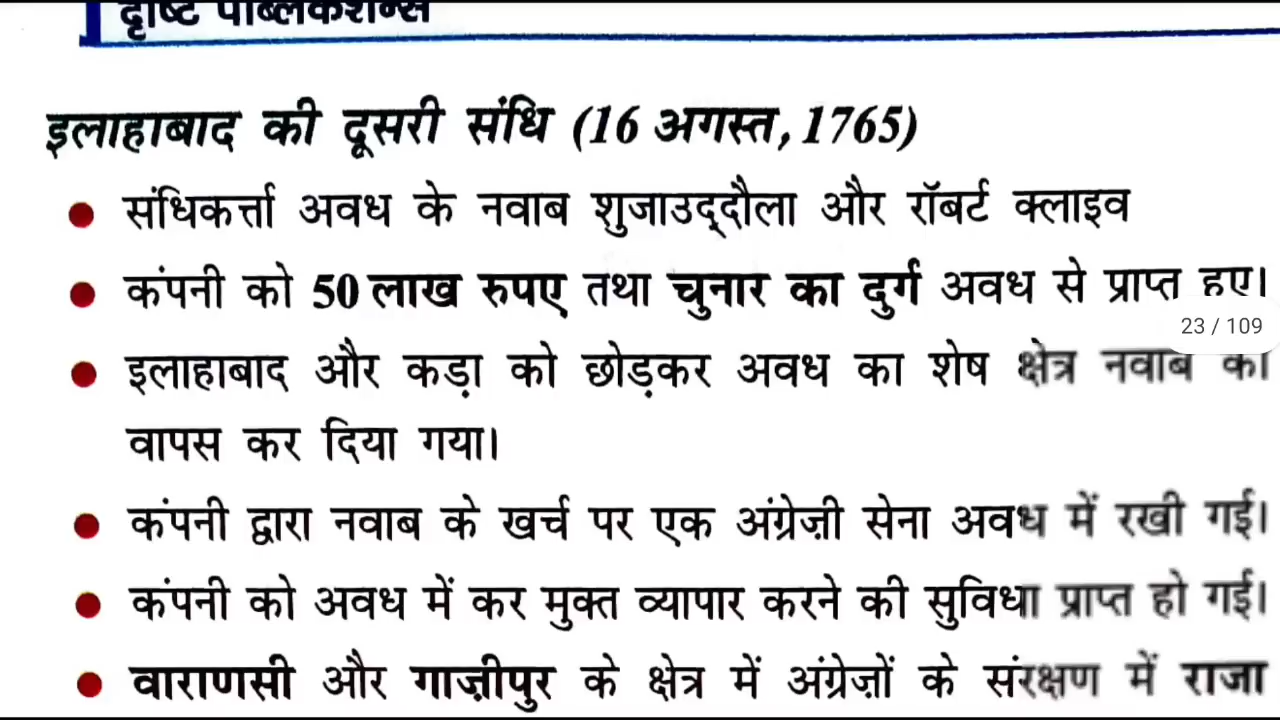 दृष्टि पब्लिकेशन्स
इलाहाबाद की दूसरी संधि (16 अगस्त, 1765)
● संधिकर्त्ता अवध के नवाब शुजाउद्दौला और रॉबर्ट क्लाइव
● कंपनी को 50 लाख रुपए तथा चुनार का दुर्ग अवध से प्राप्त हुए।
23 / 109
● इलाहाबाद और कड़ा को छोड़कर अवध का शेष क्षेत्र नवाब को
वापस कर दिया गया।
● कंपनी द्वारा नवाब के खर्च पर एक अंग्रेज़ी सेना अवध में रखी गई।
● कंपनी को अवध में कर मुक्त व्यापार करने की सुविधा प्राप्त हो गई।
● वाराणसी और गाज़ीपुर के क्षेत्र में अंग्रेज़ों के संरक्षण में राजा